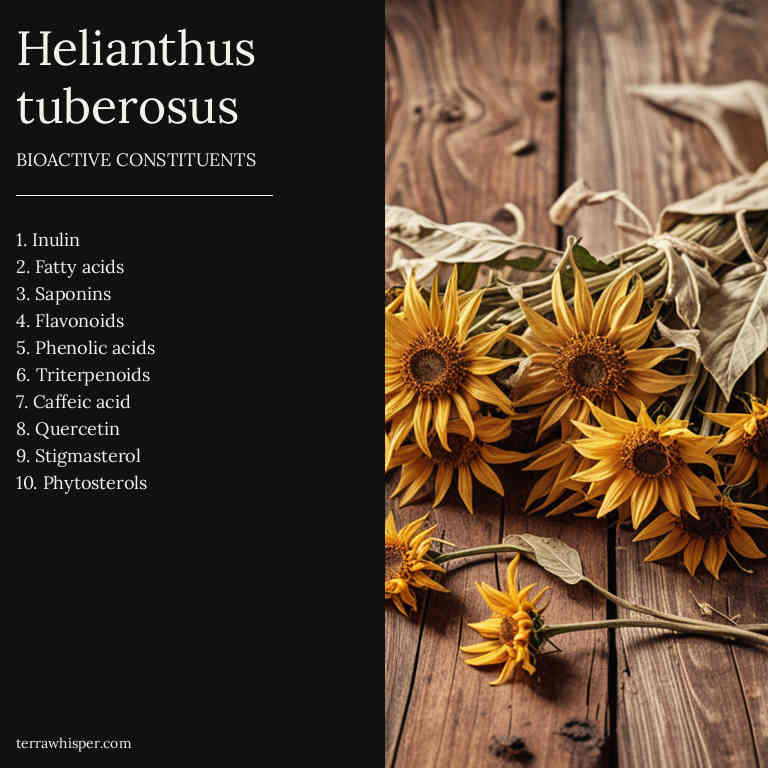 Helianthus
tuberosus
BIOACTIVE CONSTITUENTS
1. Inulin
2. Fatty acids
3. Saponins
4. Flavonoids
5. Phenolic acids
6. Triterpenoids
7. Caffeic acid
8. Quercetin
9. Stigmasterol
10. Phytosterols
terrawhisper.com